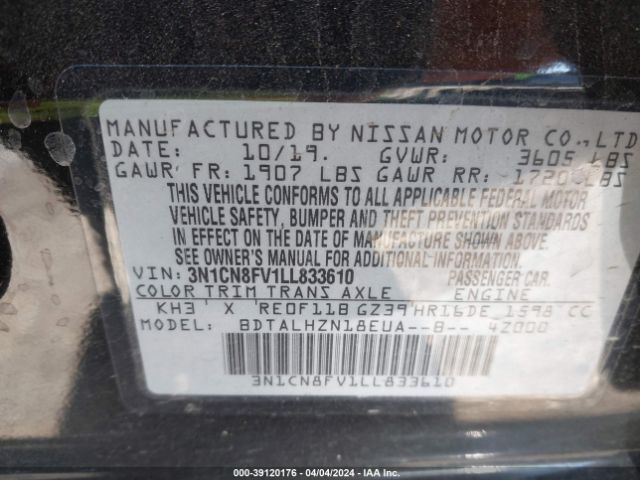 MANUFACTURED BY NISSAN MOTOR CO.,LTD
DATE: 10/19. GVWR: 3605 LBS
GAWR FR: 1907 LBS GAWR RR: 1720 LBS
THIS VEHICLE CONFORMS TO ALL APPLICABLE FEDERAL MOTOR
VEHICLE SAFETY, BUMPER AND THEFT PREVENTION STANDARDS
IN EFFECT ON THE DATE OF MANUFACTURE SHOWN ABOVE.
SEE OWNER'S MANUAL FOR ADDITIONAL INFORMATION.
VIN: 3N1CN8FV1LL833610 PASSENGER CAR.
COLOR TRIM TRANS AXLE ENGINE
KH3' X 'RE0F11B GZ39'HR16DE 1598 CC
MODEL: BDTALHZN18EUA--B-- 4Z000
3N1CN8FV1LL833610
000-39120176 - 04/04/2024 - IAA Inc.